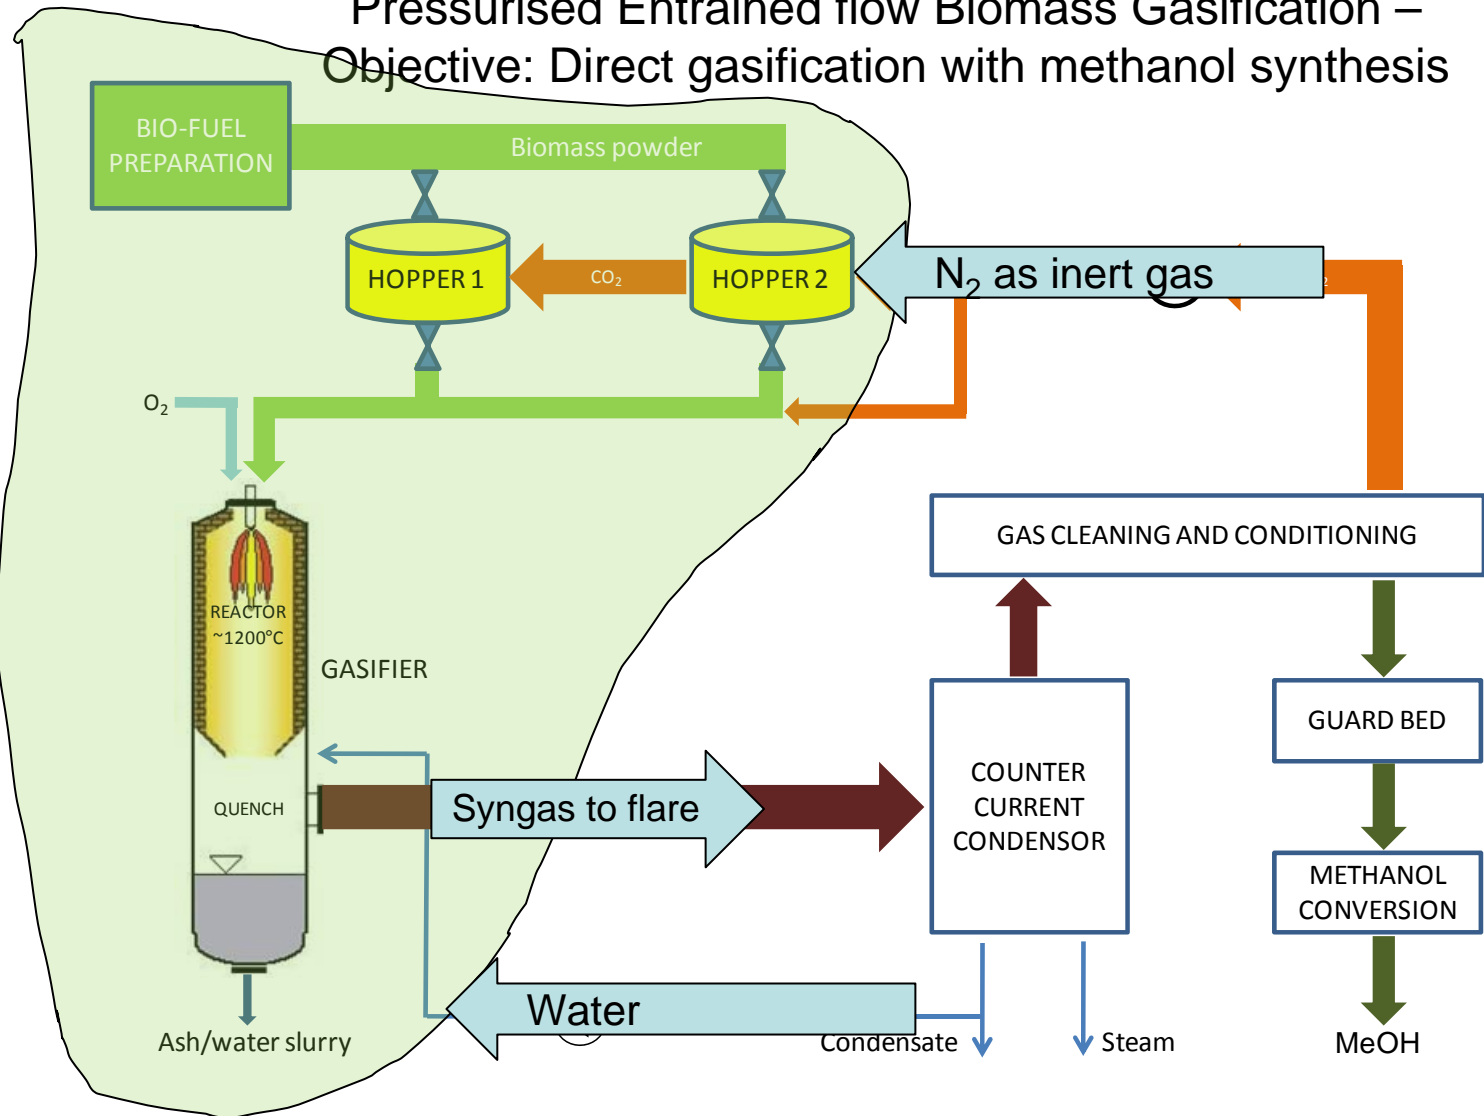 Pressurised Entrained flow Biomass Gasification –
Objective: Direct gasification with methanol synthesis
BIO-FUEL
PREPARATION
Biomass powder
HOPPER 1
CO₂
HOPPER 2
N₂ as inert gas
O₂
GAS CLEANING AND CONDITIONING
REACTOR
~1200°C
GASIFIER
GUARD BED
COUNTER
CURRENT
CONDENSOR
QUENCH
Syngas to flare
METHANOL
CONVERSION
Water
Ash/water slurry
Condensate
Steam
MeOH